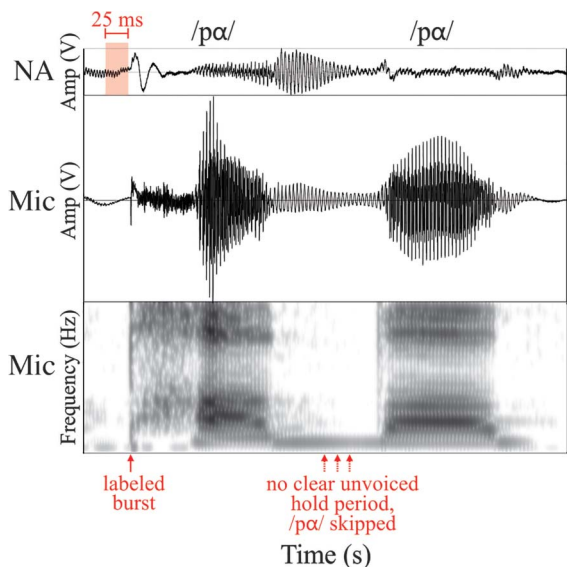 25 ms
/pɑ/
/pɑ/
NA
Amp (V)
Mic
Amp (V)
Mic
Frequency (Hz)
labeled
burst
no clear unvoiced
hold period,
/pɑ/ skipped
Time (s)